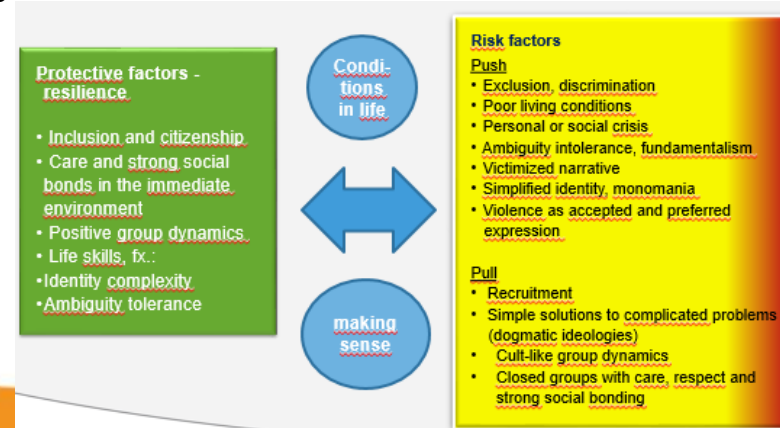 Protective factors -
resilience
• Inclusion and citizenship
• Care and strong social
bonds in the immediate
environment
• Positive group dynamics
• Life skills, fx.:
•Identity complexity
•Ambiguity tolerance
Condi-
tions
in life
making
sense
Risk factors
Push
• Exclusion, discrimination
• Poor living conditions
• Personal or social crisis
• Ambiguity intolerance, fundamentalism
• Victimized narrative
• Simplified identity, monomania
• Violence as accepted and preferred
expression
Pull
• Recruitment
• Simple solutions to complicated problems
(dogmatic ideologies)
• Cult-like group dynamics
• Closed groups with care, respect and
strong social bonding